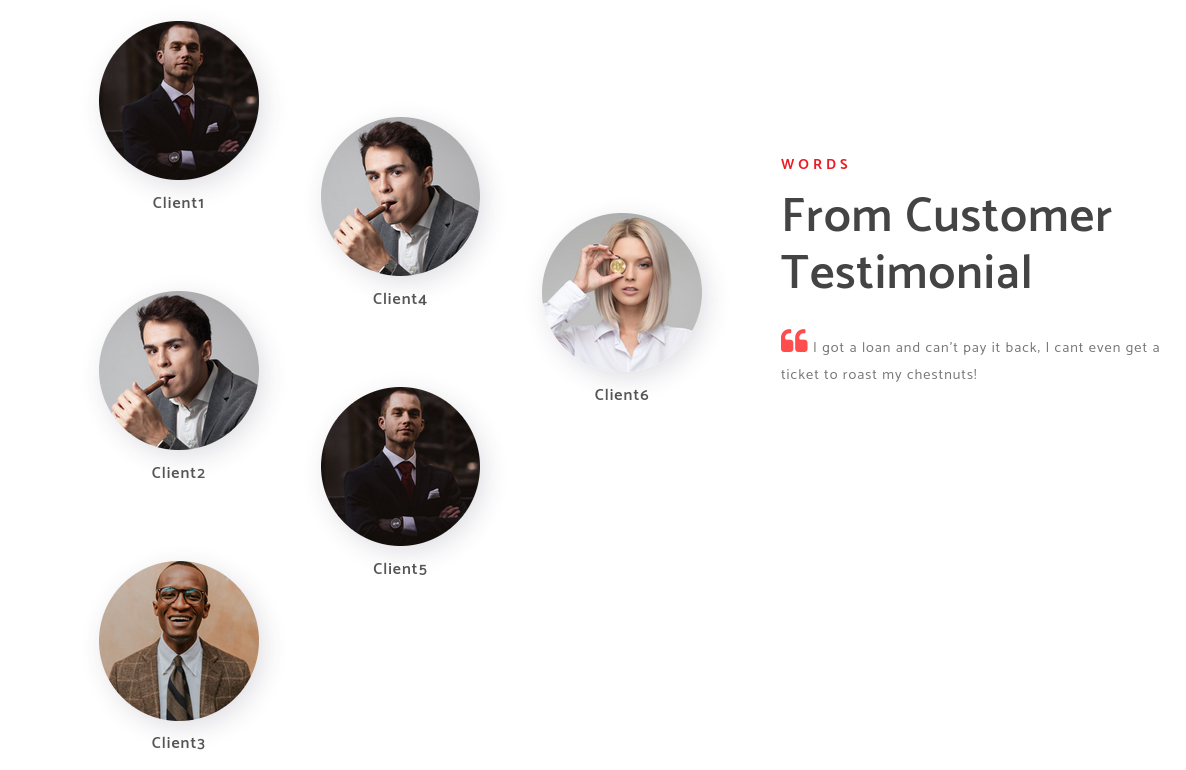 Client1
Client4
Client6
Client2
Client5
Client3
WORDS
From Customer
Testimonial
I got a loan and can't pay it back, I cant even get a
ticket to roast my chestnuts!